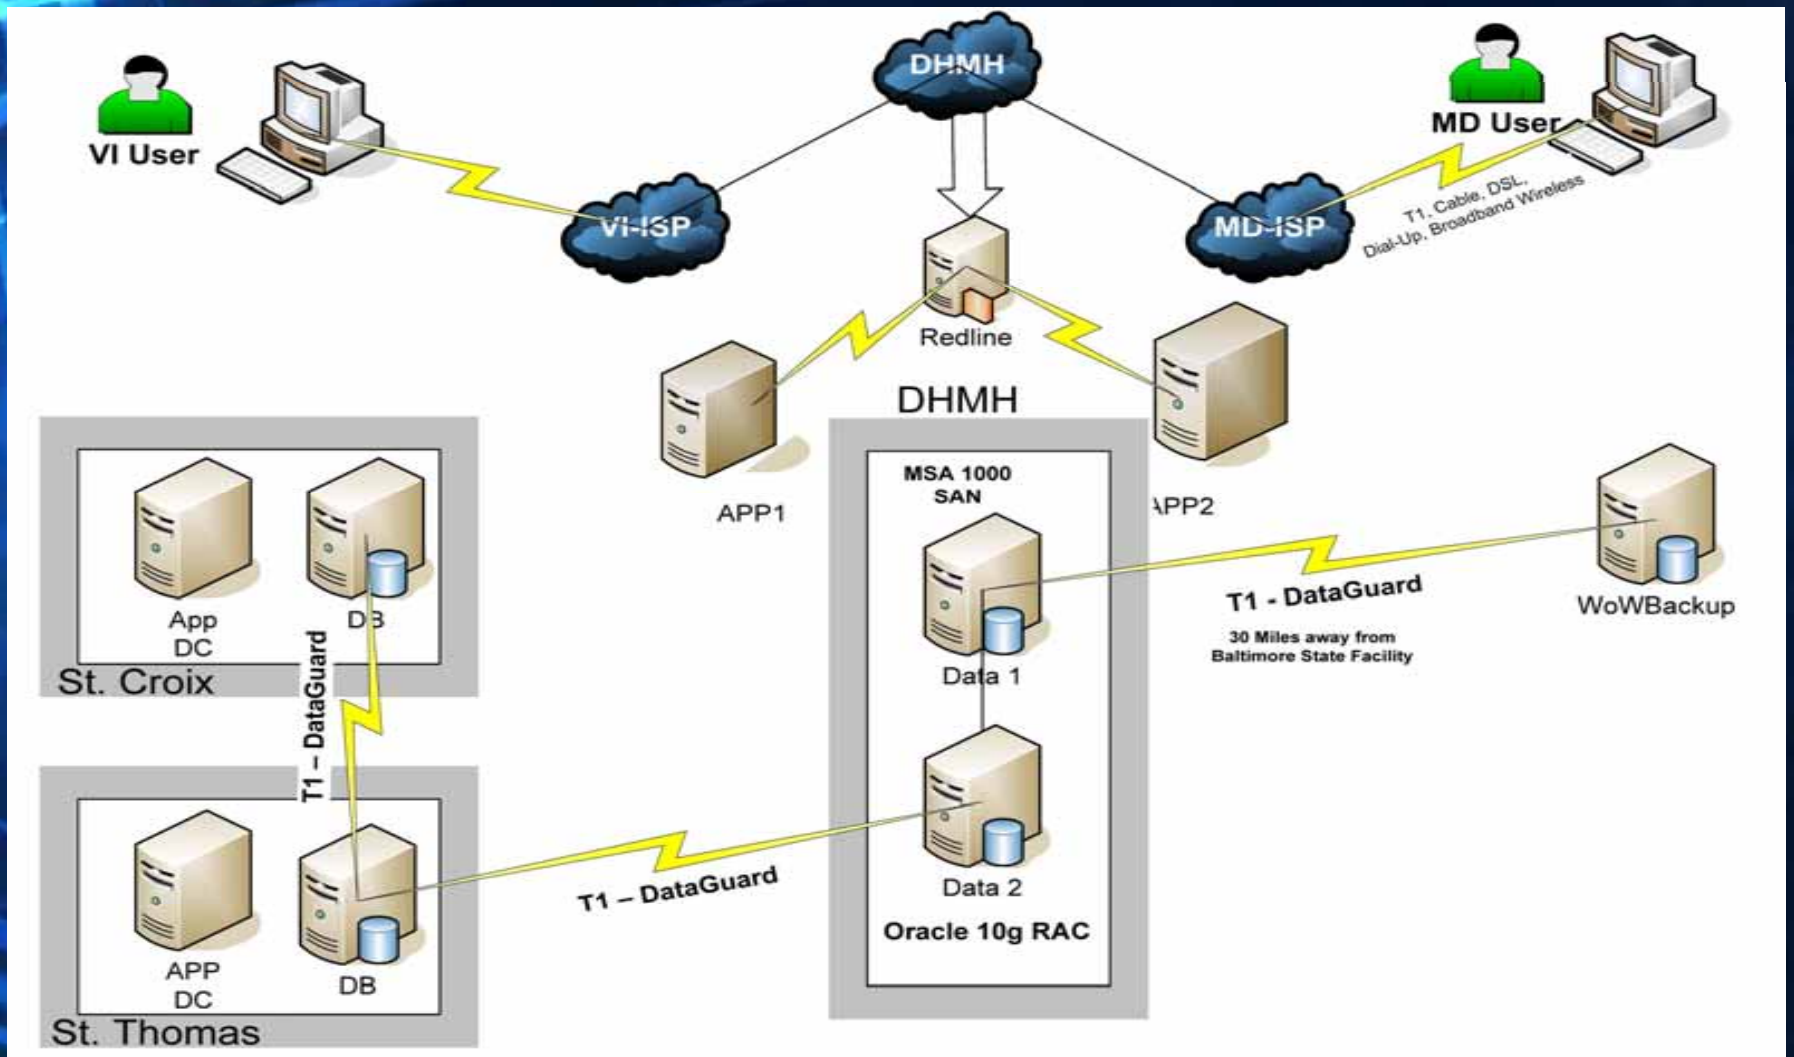 DHMH
VI User
MD User
VI-ISP
MD-ISP
T1, Cable, DSL,
Dial-Up, Broadband Wireless
Redline
APP1
APP2
DHMH
MSA 1000
SAN
Data 1
Data 2
Oracle 10g RAC
T1 - DataGuard
30 Miles away from
Baltimore State Facility
WoWBackup
App
DC
DB
St. Croix
T1 – DataGuard
APP
DC
DB
St. Thomas
T1 – DataGuard